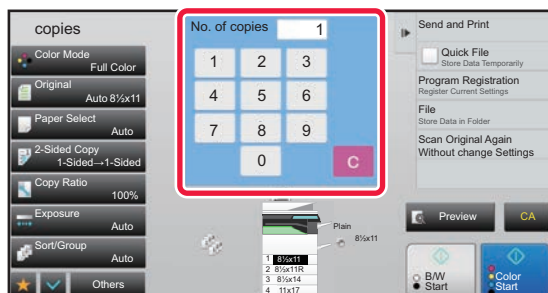 copies
Color Mode
Full Color
Original
Auto 8½x11
Paper Select
Auto
2-Sided Copy
1-Sided→1-Sided
Copy Ratio
100%
Exposure
Auto
Sort/Group
Auto
Others
No. of copies 1
1 2 3
4 5 6
7 8 9
0 C
Plain
8½x11
1 8½x11
2 8½x11R
3 8½x14
4 11x17
Send and Print
Quick File
Store Data Temporarily
Program Registration
Register Current Settings
File
Store Data in Folder
Scan Original Again
Without change Settings
Preview CA
B/W
Start
Color
Start